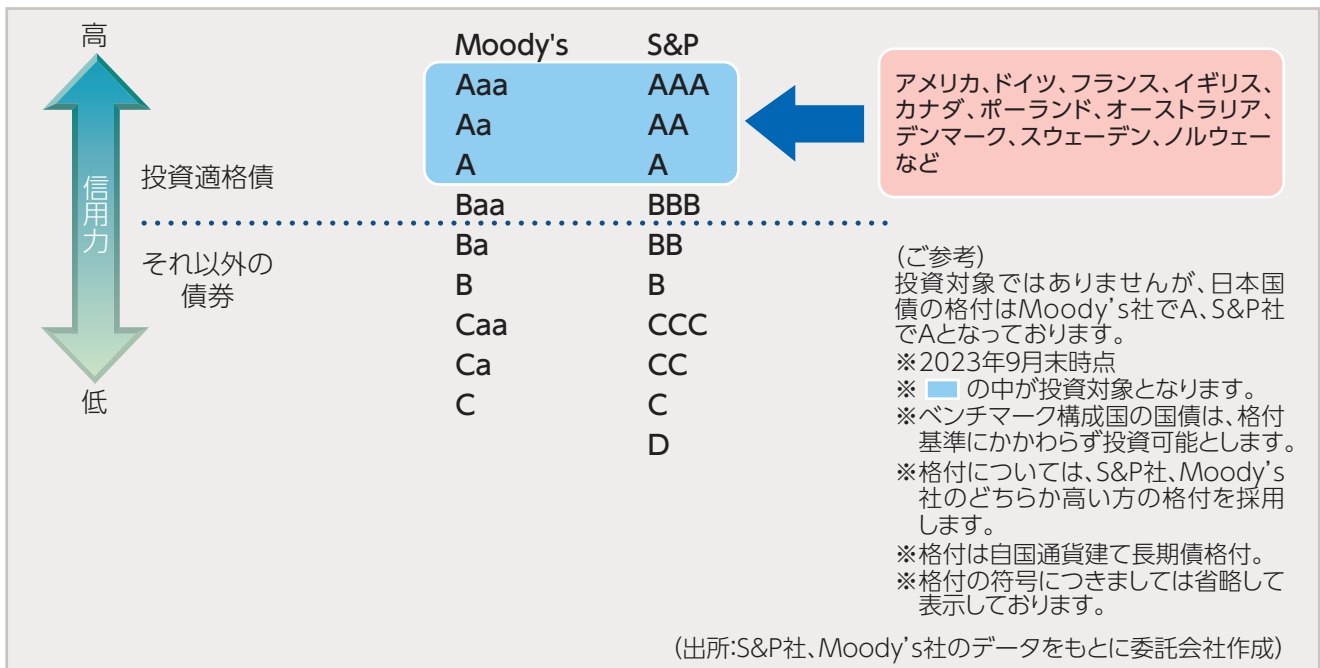 高
信用力
低
投資適格債
それ以外の
債券
Moody's S&P
Aaa AAA
Aa AA
A A
Baa BBB
Ba BB
B B
Caa CCC
Ca CC
C C
D
アメリカ、ドイツ、フランス、イギリス、
カナダ、ポーランド、オーストラリア、
デンマーク、スウェーデン、ノルウェー
など
(ご参考)
投資対象ではありませんが、日本国
債の格付はMoody's社でA、S&P社
でAとなっております。
※2023年9月末時点
※ の中が投資対象となります。
※ベンチマーク構成国の国債は、格付
基準にかかわらず投資可能とします。
※格付については、S&P社、Moody's
社のどちらか高い方の格付を採用
します。
※格付は自国通貨建て長期債格付。
※格付の符号につきましては省略して
表示しております。
(出所:S&P社、Moody's社のデータをもとに委託会社作成)